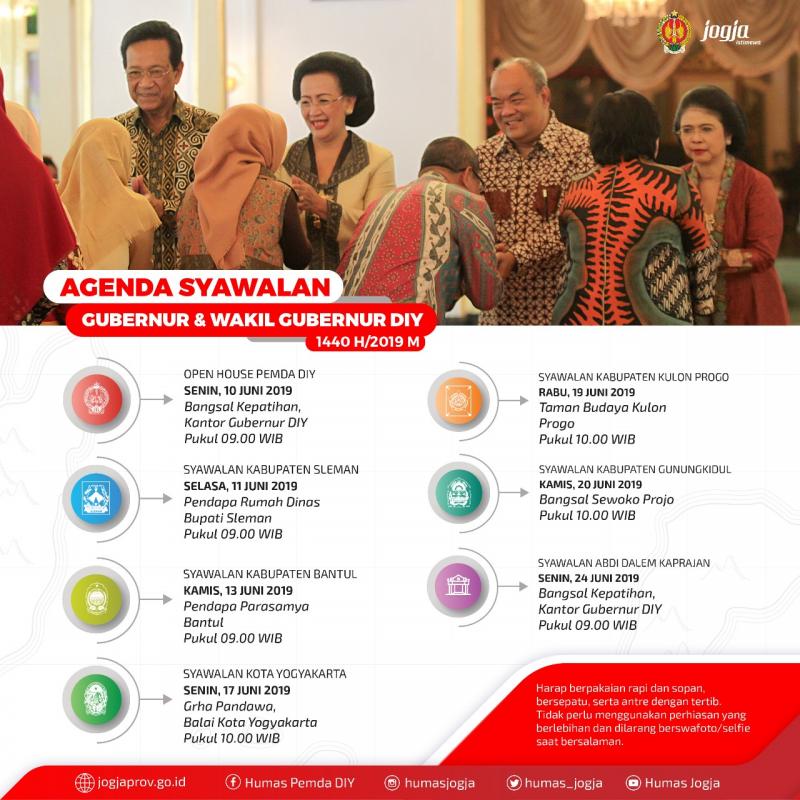 jogja
istimewa
AGENDA SYAWALAN
GUBERNUR & WAKIL GUBERNUR DIY
1440 H/2019 M
OPEN HOUSE PEMDA DIY
SENIN, 10 JUNI 2019
Bangsal Kepatihan,
Kantor Gubernur DIY
Pukul 09.00 WIB
SYAWALAN KABUPATEN SLEMAN
SELASA, 11 JUNI 2019
Pendapa Rumah Dinas
Bupati Sleman
Pukul 09.00 WIB
SYAWALAN KABUPATEN BANTUL
KAMIS, 13 JUNI 2019
Pendapa Parasamya
Bantul
Pukul 09.00 WIB
SYAWALAN KOTA YOGYAKARTA
SENIN, 17 JUNI 2019
Grha Pandawa,
Balai Kota Yogyakarta
Pukul 10.00 WIB
SYAWALAN KABUPATEN KULON PROGO
RABU, 19 JUNI 2019
Taman Budaya Kulon
Progo
Pukul 10.00 WIB
SYAWALAN KABUPATEN GUNUNGKIDUL
KAMIS, 20 JUNI 2019
Bangsal Sewoko Projo
Pukul 10.00 WIB
SYAWALAN ABDI DALEM KAPRAJAN
SENIN, 24 JUNI 2019
Bangsal Kepatihan,
Kantor Gubernur DIY
Pukul 09.00 WIB
Harap berpakaian rapi dan sopan,
bersepatu, serta antre dengan tertib.
Tidak perlu menggunakan perhiasan yang
berlebihan dan dilarang berswafoto/selfie
saat bersalaman.
jogjaprov.go.id
Humas Pemda DIY
humasjogja
humas_jogja
Humas Jogja